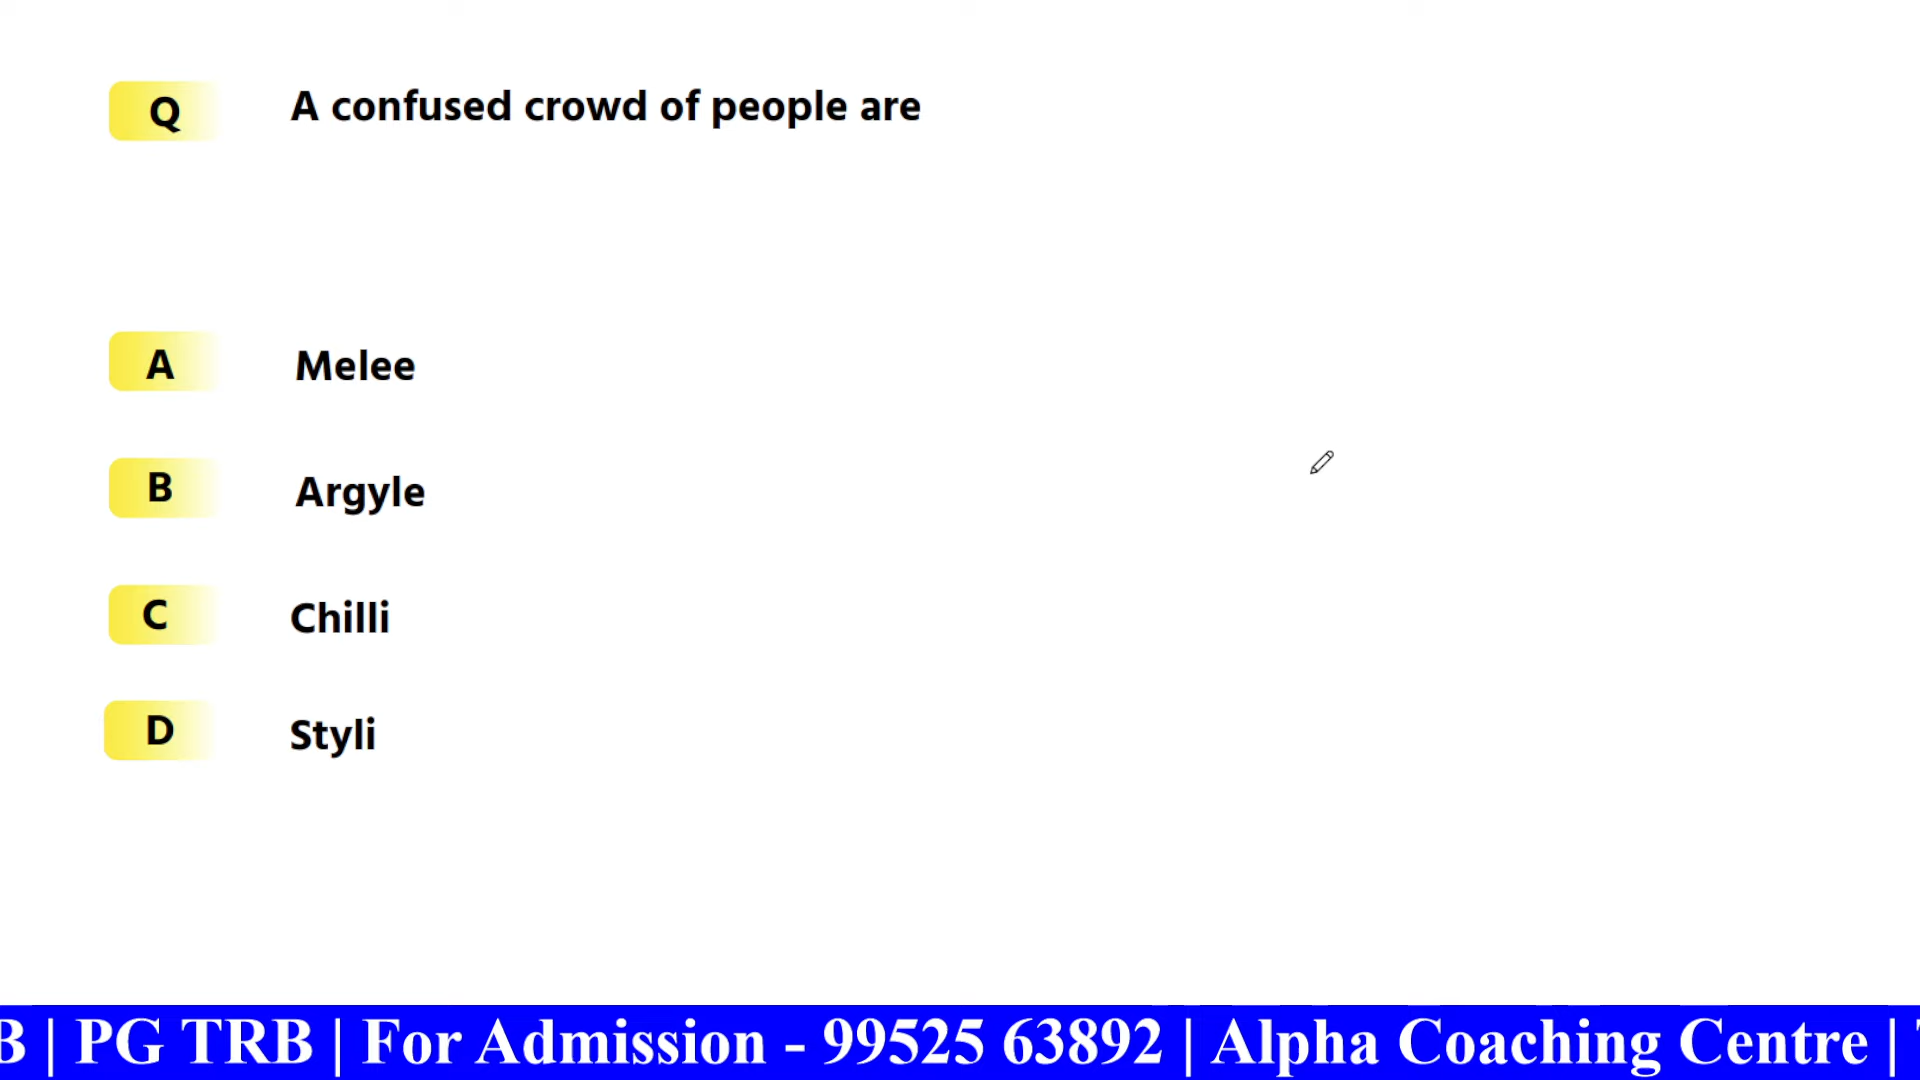 Q A confused crowd of people are
A Melee
B Argyle
C Chilli
D Styli
B | PG TRB | For Admission - 99525 63892 | Alpha Coaching Centre |